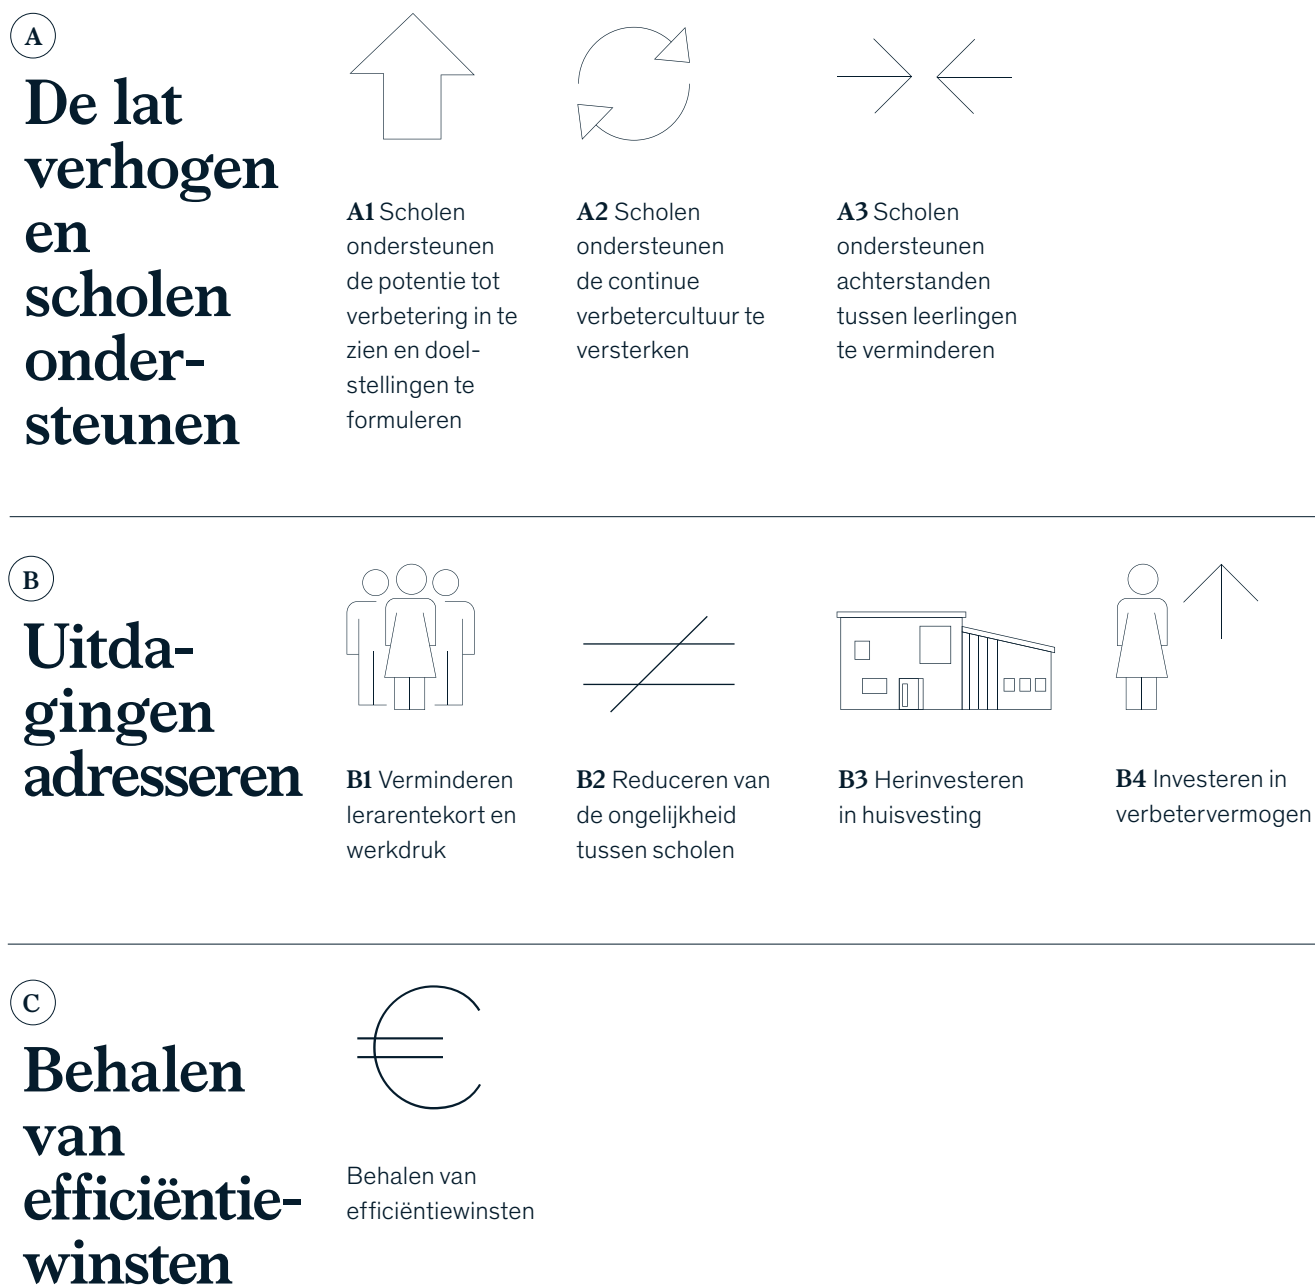 A
De lat
verhogen
en
scholen
onder-
steunen
A1 Scholen
ondersteunen
de potentie tot
verbetering in te
zien en doel-
stellingen te
formuleren
A2 Scholen
ondersteunen
de continue
verbetercultuur te
versterken
A3 Scholen
ondersteunen
achterstanden
tussen leerlingen
te verminderen
B
Uitda-
gingen
adresseren
B1 Verminderen
lerarentekort en
werkdruk
B2 Reduceren van
de ongelijkheid
tussen scholen
B3 Herinvesteren
in huisvesting
B4 Investeren in
verbetervermogen
C
Behalen
van
efficiëntie-
winsten
Behalen van
efficiëntiewinsten